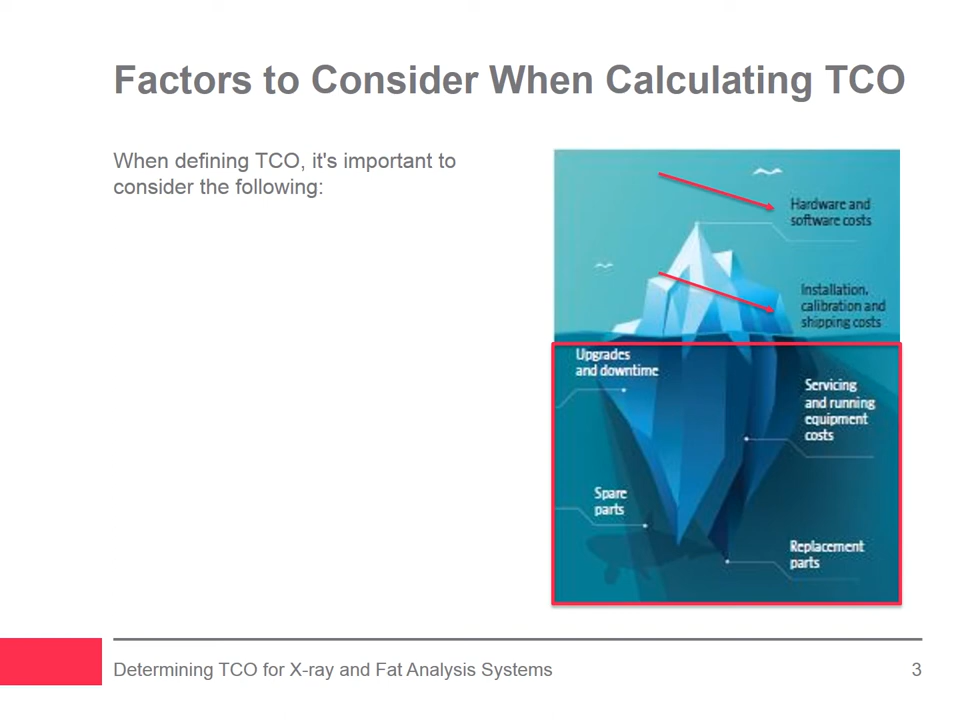 Factors to Consider When Calculating TCO
When defining TCO, it's important to
consider the following:
Hardware and
software costs
Installation,
calibration and
shipping costs
Upgrades
and downtime
Servicing
and running
equipment
costs
Spare
parts
Replacement
parts
Determining TCO for X-ray and Fat Analysis Systems
3